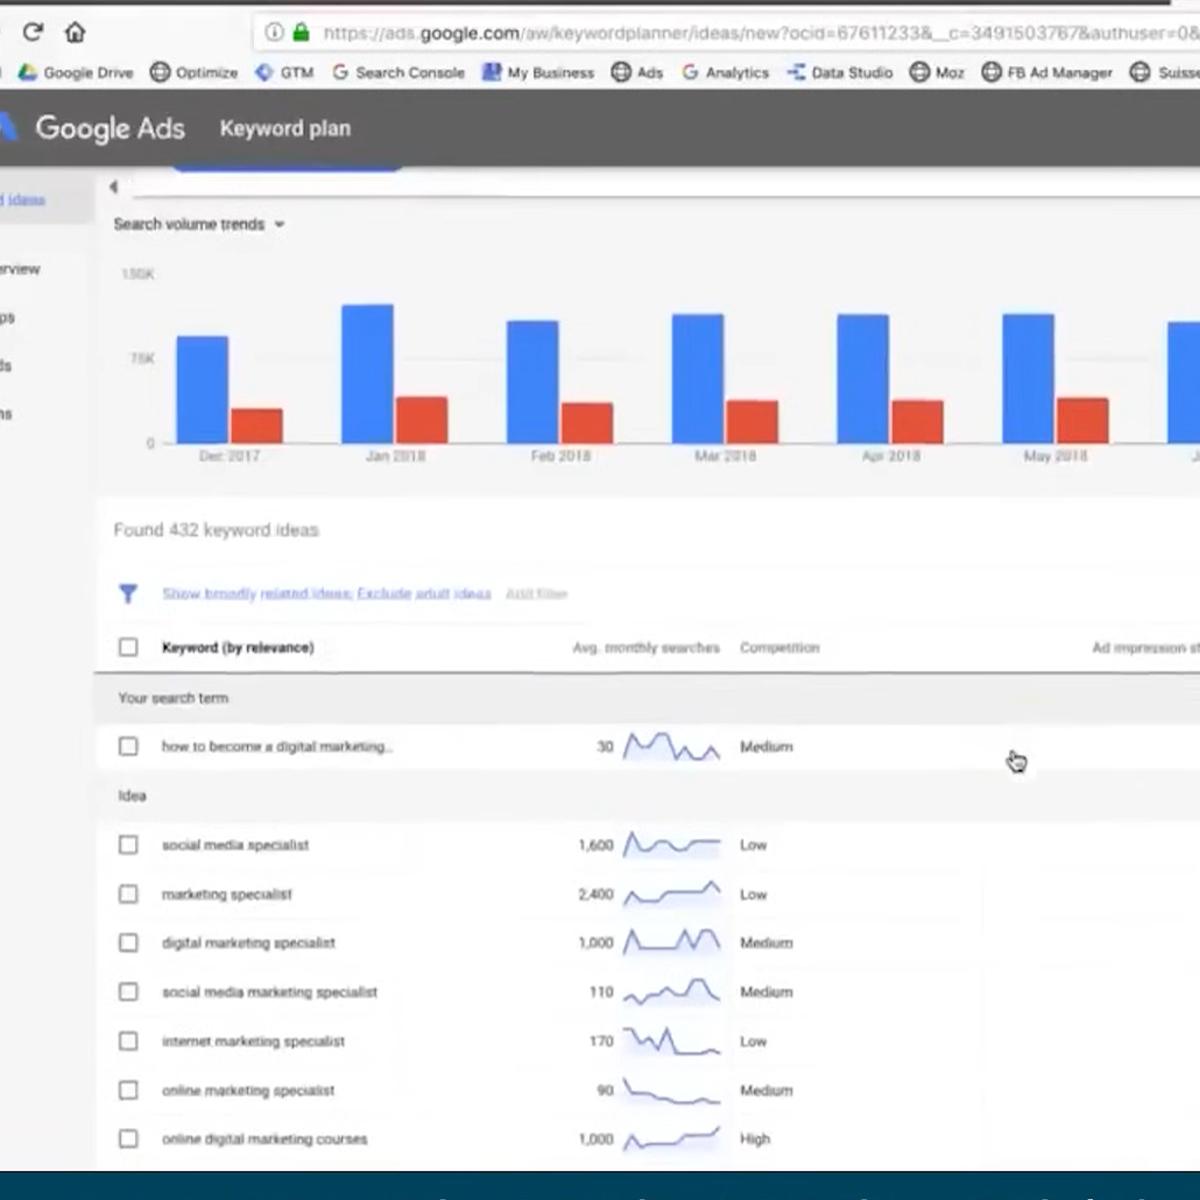 https://ads.google.com/aw/keywordplanner/ideas/new?ocid=67611233&__c=3491503767&authuser=0&
Google Drive Optimize GTM Search Console My Business Ads Analytics Data Studio Moz FB Ad Manager Suisse
Google Ads Keyword plan
d ideas
erview
ps
ds
ns
Search volume trends
150K
75K
0
Dec 2017 Jan 2018 Feb 2018 Mar 2018 Apr 2018 May 2018 J
Found 432 keyword ideas
Show broadly related ideas; Exclude adult ideas Add filter
Keyword (by relevance) Avg. monthly searches Competition Ad impression sh
Your search term
how to become a digital marketing... 30 Medium
Idea
social media specialist 1,600 Low
marketing specialist 2,400 Low
digital marketing specialist 1,000 Medium
social media marketing specialist 110 Medium
internet marketing specialist 170 Low
online marketing specialist 90 Medium
online digital marketing courses 1,000 High